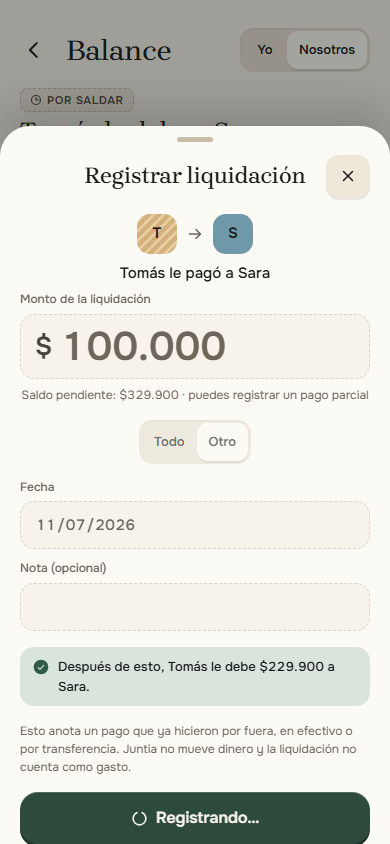 Balance
Yo
Nosotros
POR SALDAR
Registrar liquidación
T
S
Tomás le pagó a Sara
Monto de la liquidación
$ 100.000
Saldo pendiente: $329.900 · puedes registrar un pago parcial
Todo
Otro
Fecha
11/07/2026
Nota (opcional)
Después de esto, Tomás le debe $229.900 a
Sara.
Esto anota un pago que ya hicieron por fuera, en efectivo o
por transferencia. Juntia no mueve dinero y la liquidación no
cuenta como gasto.
Registrando...